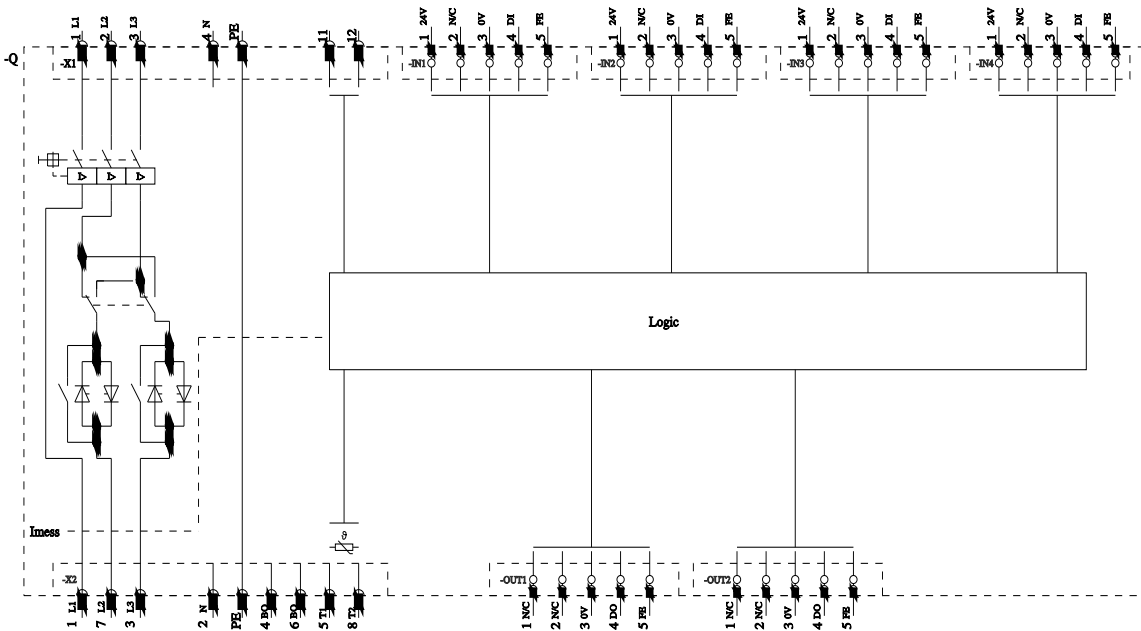 1 L1
2 L2
3 L3
4 N
PE
11
12
1 24V
2 N/C
3 0V
4 DI
5 FE
1 24V
2 N/C
3 0V
4 DI
5 FE
1 24V
2 N/C
3 0V
4 DI
5 FE
1 24V
2 N/C
3 0V
4 DI
5 FE
-Q
-X1
-IN1
-IN2
-IN3
-IN4
Logic
Imess
ϑ
-X2
-OUT1
-OUT2
1 L1
7 L2
3 L3
2 N
PE
4 BO
6 BO
5 T1
8 T2
1 N/C
2 N/C
3 0V
4 DO
5 FE
1 N/C
2 N/C
3 0V
4 DO
5 FE